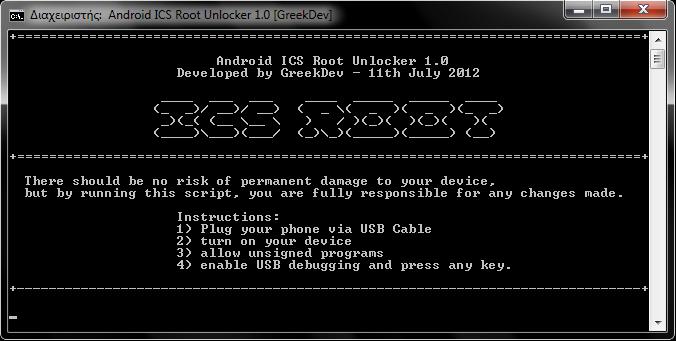 Διαχειριστής: Android ICS Root Unlocker 1.0 [GreekDev]
Android ICS Root Unlocker 1.0
Developed by GreekDev - 11th July 2012
ICS ROOT
There should be no risk of permanent damage to your device,
but by running this script, you are fully responsible for any changes made.
Instructions:
1) Plug your phone via USB Cable
2) turn on your device
3) allow unsigned programs
4) enable USB debugging and press any key.